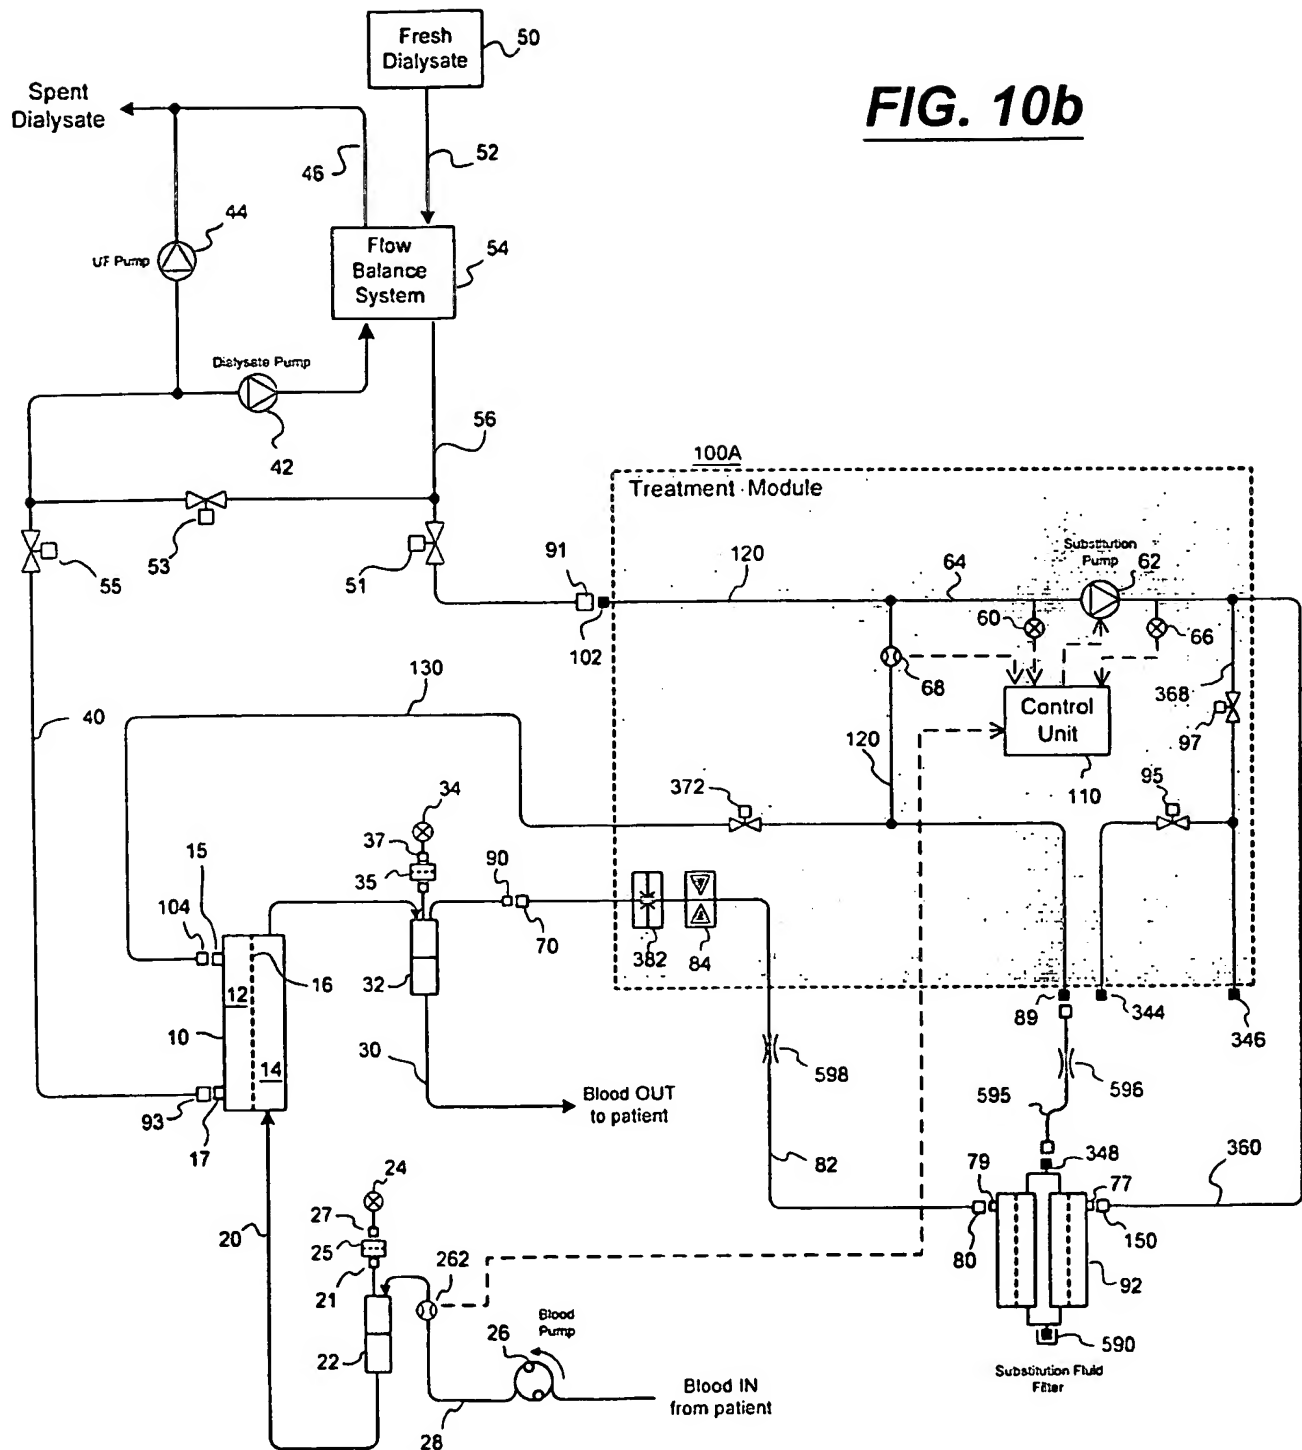 Fresh
Dialysate
50
FIG. 10b
Spent
Dialysate
46
52
44
UF Pump
Flow
Balance
System
54
Dialysate Pump
42
56
100A
Treatment Module
53
55
51
91
102
120
64
Substitution
Pump
62
60
66
68
368
130
40
Control
Unit
97
120
110
372
95
34
37
35
15
104
90
70
382
84
16
12
32
10
14
89
344
346
30
598
596
Blood OUT
to patient
595
93
17
82
348
360
24
79
77
27
20
25
80
150
262
21
92
Blood
Pump
26
590
22
Substitution Fluid
Filter
Blood IN
from patient
28